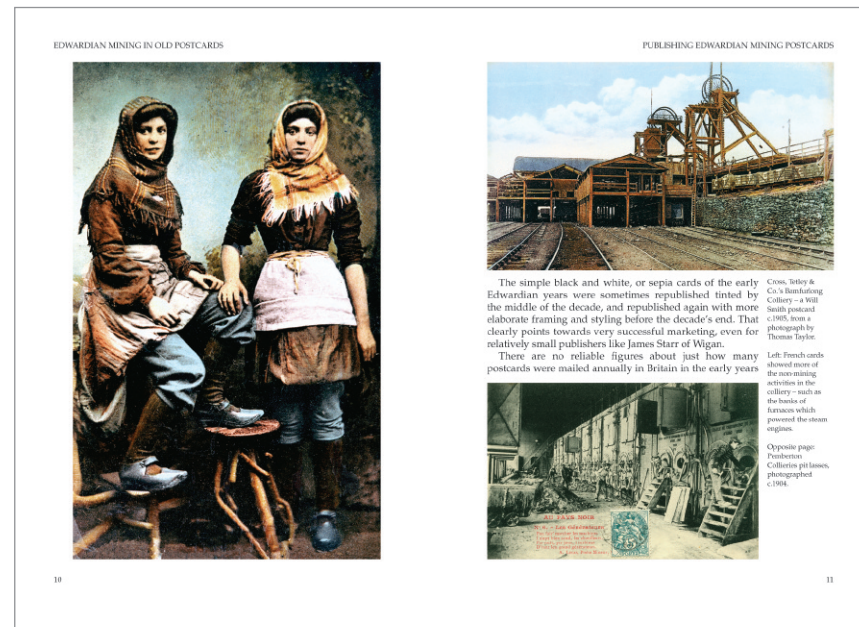 EDWARDIAN MINING IN OLD POSTCARDS
10
PUBLISHING EDWARDIAN MINING POSTCARDS
The simple black and white, or sepia cards of the early
Edwardian years were sometimes republished tinted by
the middle of the decade, and republished again with more
elaborate framing and styling before the decade's end. That
clearly points towards very successful marketing, even for
relatively small publishers like James Starr of Wigan.
There are no reliable figures about just how many
postcards were mailed annually in Britain in the early years
Cross, Tetley &
Co.'s Bamfurlong
Colliery – a Will
Smith postcard
c.1905, from a
photograph by
Thomas Taylor.
Left: French cards
showed more of
the non-mining
activities in the
colliery – such as
the banks of
furnaces which
powered the steam
engines.
Opposite page:
Pemberton
Collieries pit lasses,
photographed
c.1904.
AU PAYS NOIR
11